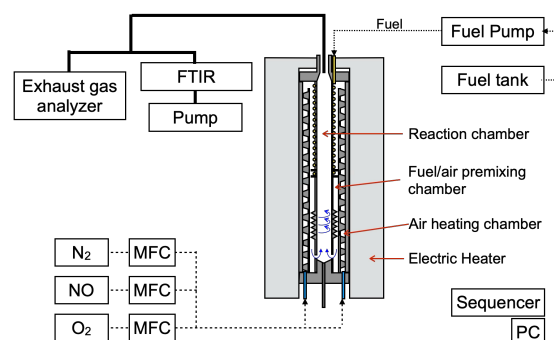 Fuel
Fuel Pump
FTIR
Exhaust gas
analyzer
Fuel tank
Pump
Reaction chamber
Fuel/air premixing
chamber
Air heating chamber
N2
MFC
Electric Heater
NO
MFC
Sequencer
O2
MFC
PC